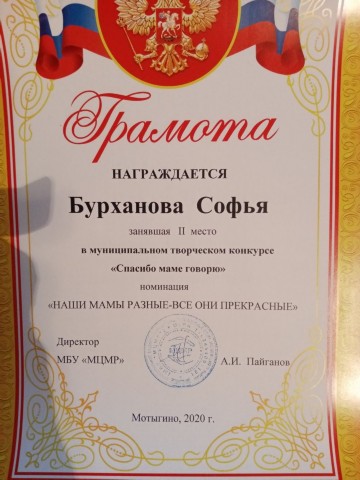 Грамота
НАГРАЖДАЕТСЯ
Бурханова Софья
занявшая II место
в муниципальном творческом конкурсе
«Спасибо маме говорю»
номинация
«НАШИ МАМЫ РАЗНЫЕ-ВСЕ ОНИ ПРЕКРАСНЫЕ»
Директор
МБУ «МЦМР» А.И. Пайганов
Мотыгино, 2020 г.